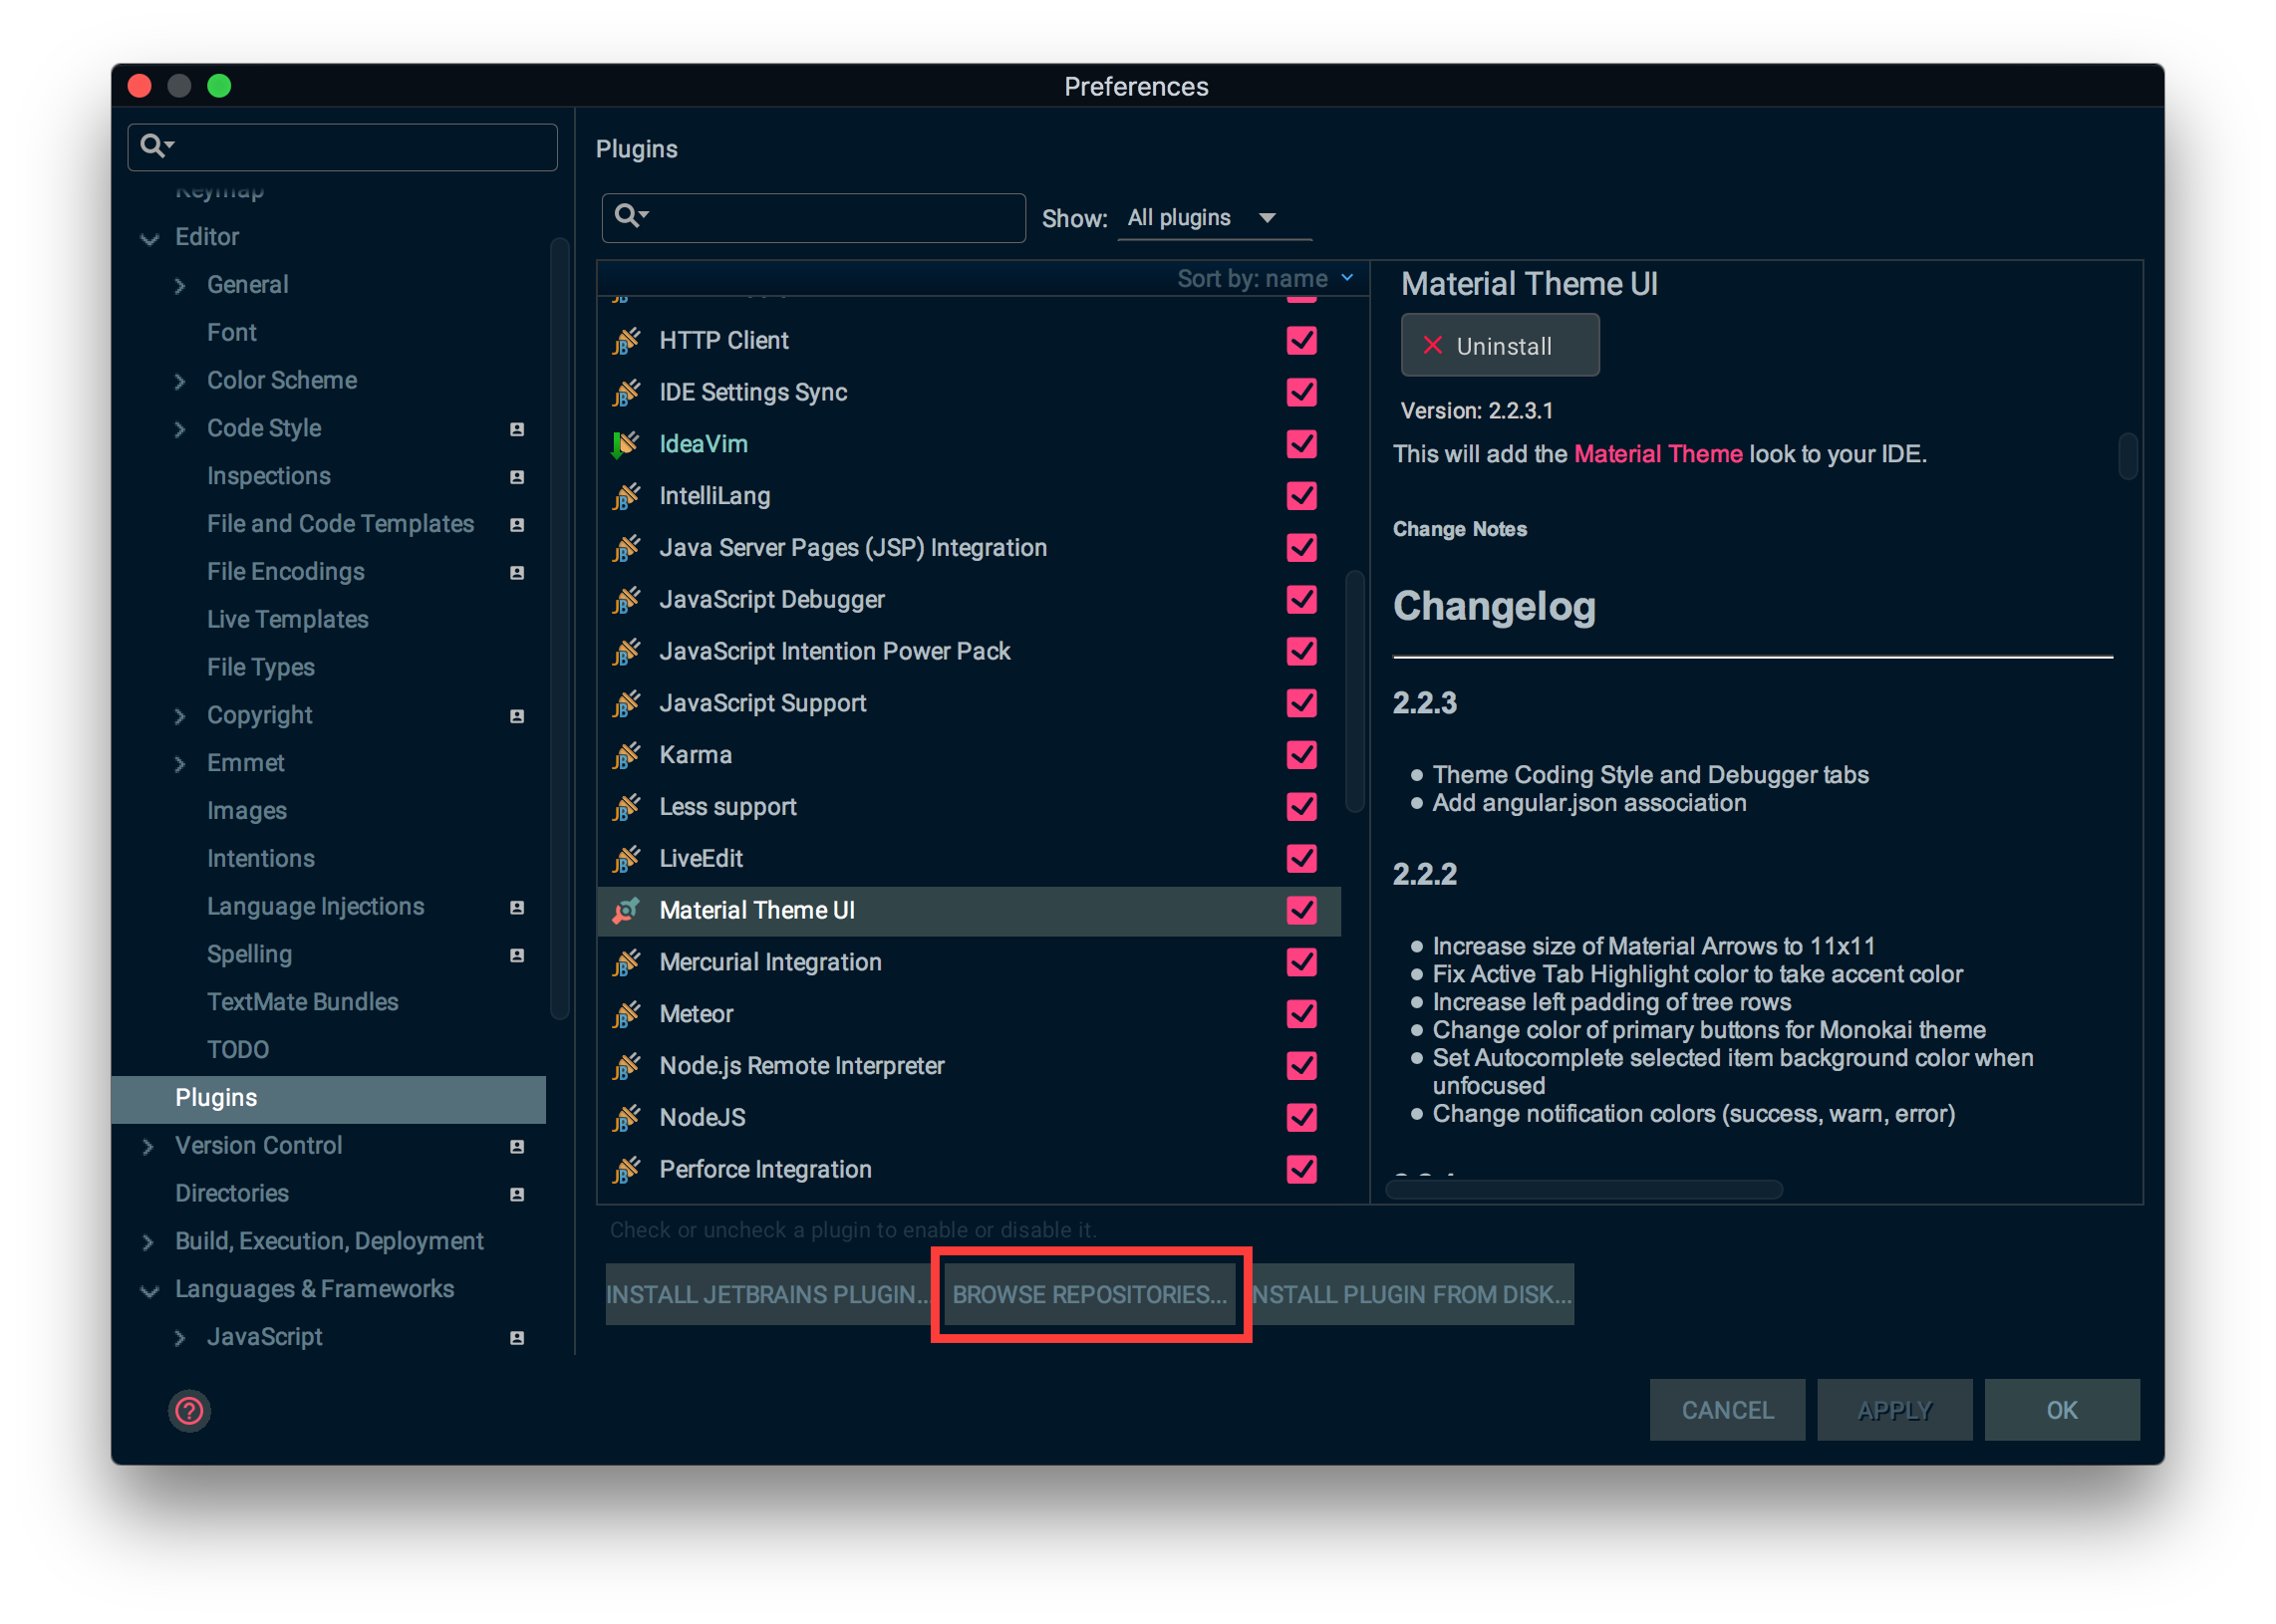 Preferences
Keymap
Editor
General
Font
Color Scheme
Code Style
Inspections
File and Code Templates
File Encodings
Live Templates
File Types
Copyright
Emmet
Images
Intentions
Language Injections
Spelling
TextMate Bundles
TODO
Plugins
Version Control
Directories
Build, Execution, Deployment
Languages & Frameworks
JavaScript
Plugins
Show: All plugins
Sort by: name
HTTP Client
IDE Settings Sync
IdeaVim
IntelliLang
Java Server Pages (JSP) Integration
JavaScript Debugger
JavaScript Intention Power Pack
JavaScript Support
Karma
Less support
LiveEdit
Material Theme UI
Mercurial Integration
Meteor
Node.js Remote Interpreter
NodeJS
Perforce Integration
Material Theme UI
Uninstall
Version: 2.2.3.1
This will add the Material Theme look to your IDE.
Change Notes
Changelog
2.2.3
Theme Coding Style and Debugger tabs
Add angular.json association
2.2.2
Increase size of Material Arrows to 11x11
Fix Active Tab Highlight color to take accent color
Increase left padding of tree rows
Change color of primary buttons for Monokai theme
Set Autocomplete selected item background color when
unfocused
Change notification colors (success, warn, error)
Check or uncheck a plugin to enable or disable it.
INSTALL JETBRAINS PLUGIN... BROWSE REPOSITORIES... NSTALL PLUGIN FROM DISK...
CANCEL APPLY OK